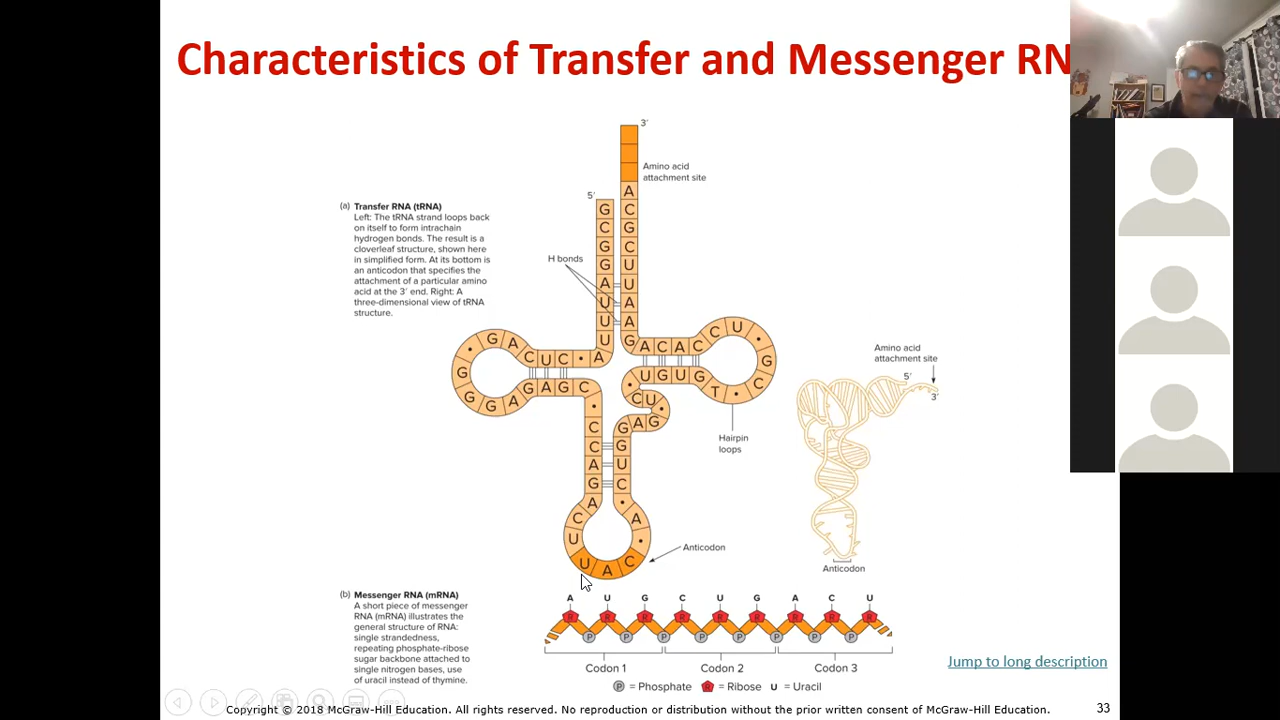 Characteristics of Transfer and Messenger RN
3′
Amino acid
attachment site
5′
(a) Transfer RNA (tRNA)
Left: The tRNA strand loops back
on itself to form intrachain
hydrogen bonds. The result is a
cloverleaf structure, shown here
in simplified form. At its bottom is
an anticodon that specifies the
attachment of a particular amino
acid at the 3′ end. Right: A
three-dimensional view of tRNA
structure.
H bonds
G C G G A U U U
A C G C U U A A G
A C U C • A
• G A
G G G A G A G C
A C A C C U • G C • T G U G U •
C U • G A G
• C C A G A C U U A C • A • C U G G
Hairpin
loops
Amino acid
attachment site
5′
3′
Anticodon
Anticodon
(b) Messenger RNA (mRNA)
A short piece of messenger
RNA (mRNA) illustrates the
general structure of RNA:
single strandedness,
repeating phosphate-ribose
sugar backbone attached to
single nitrogen bases, use
of uracil instead of thymine.
A U G C U G A C U
R R R R R R R R R
P P P P P P P P
Codon 1 Codon 2 Codon 3
P = Phosphate R = Ribose U = Uracil
Jump to long description
Copyright © 2018 McGraw-Hill Education. All rights reserved. No reproduction or distribution without the prior written consent of McGraw-Hill Education.
33